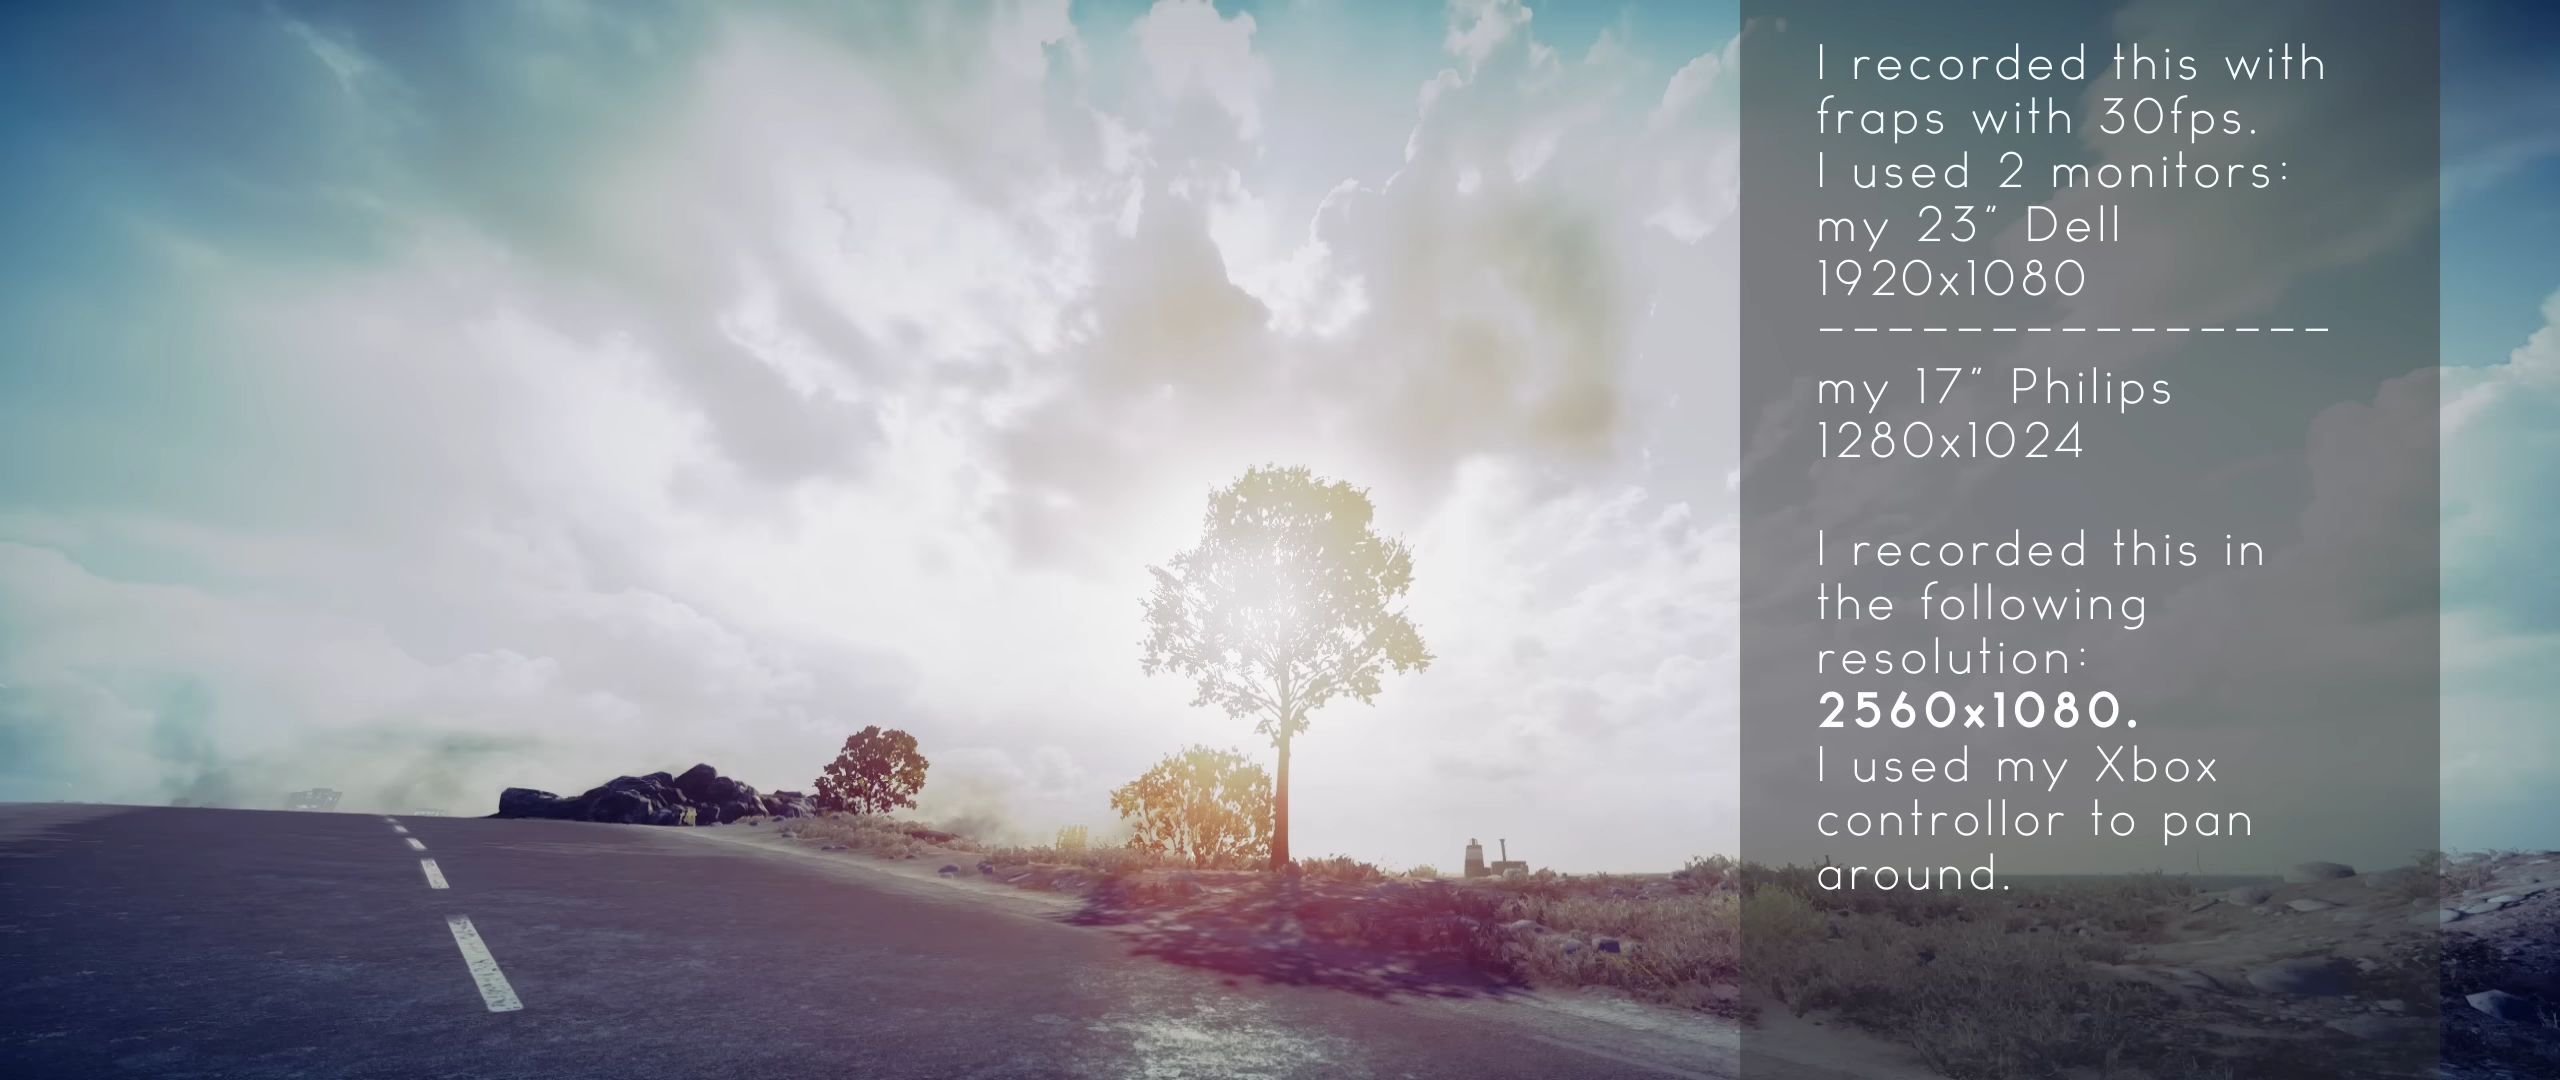 I recorded this with
fraps with 30fps.
I used 2 monitors:
my 23" Dell
1920x1080
---------------
my 17" Philips
1280x1024
I recorded this in
the following
resolution:
2560x1080.
I used my Xbox
controllor to pan
around.